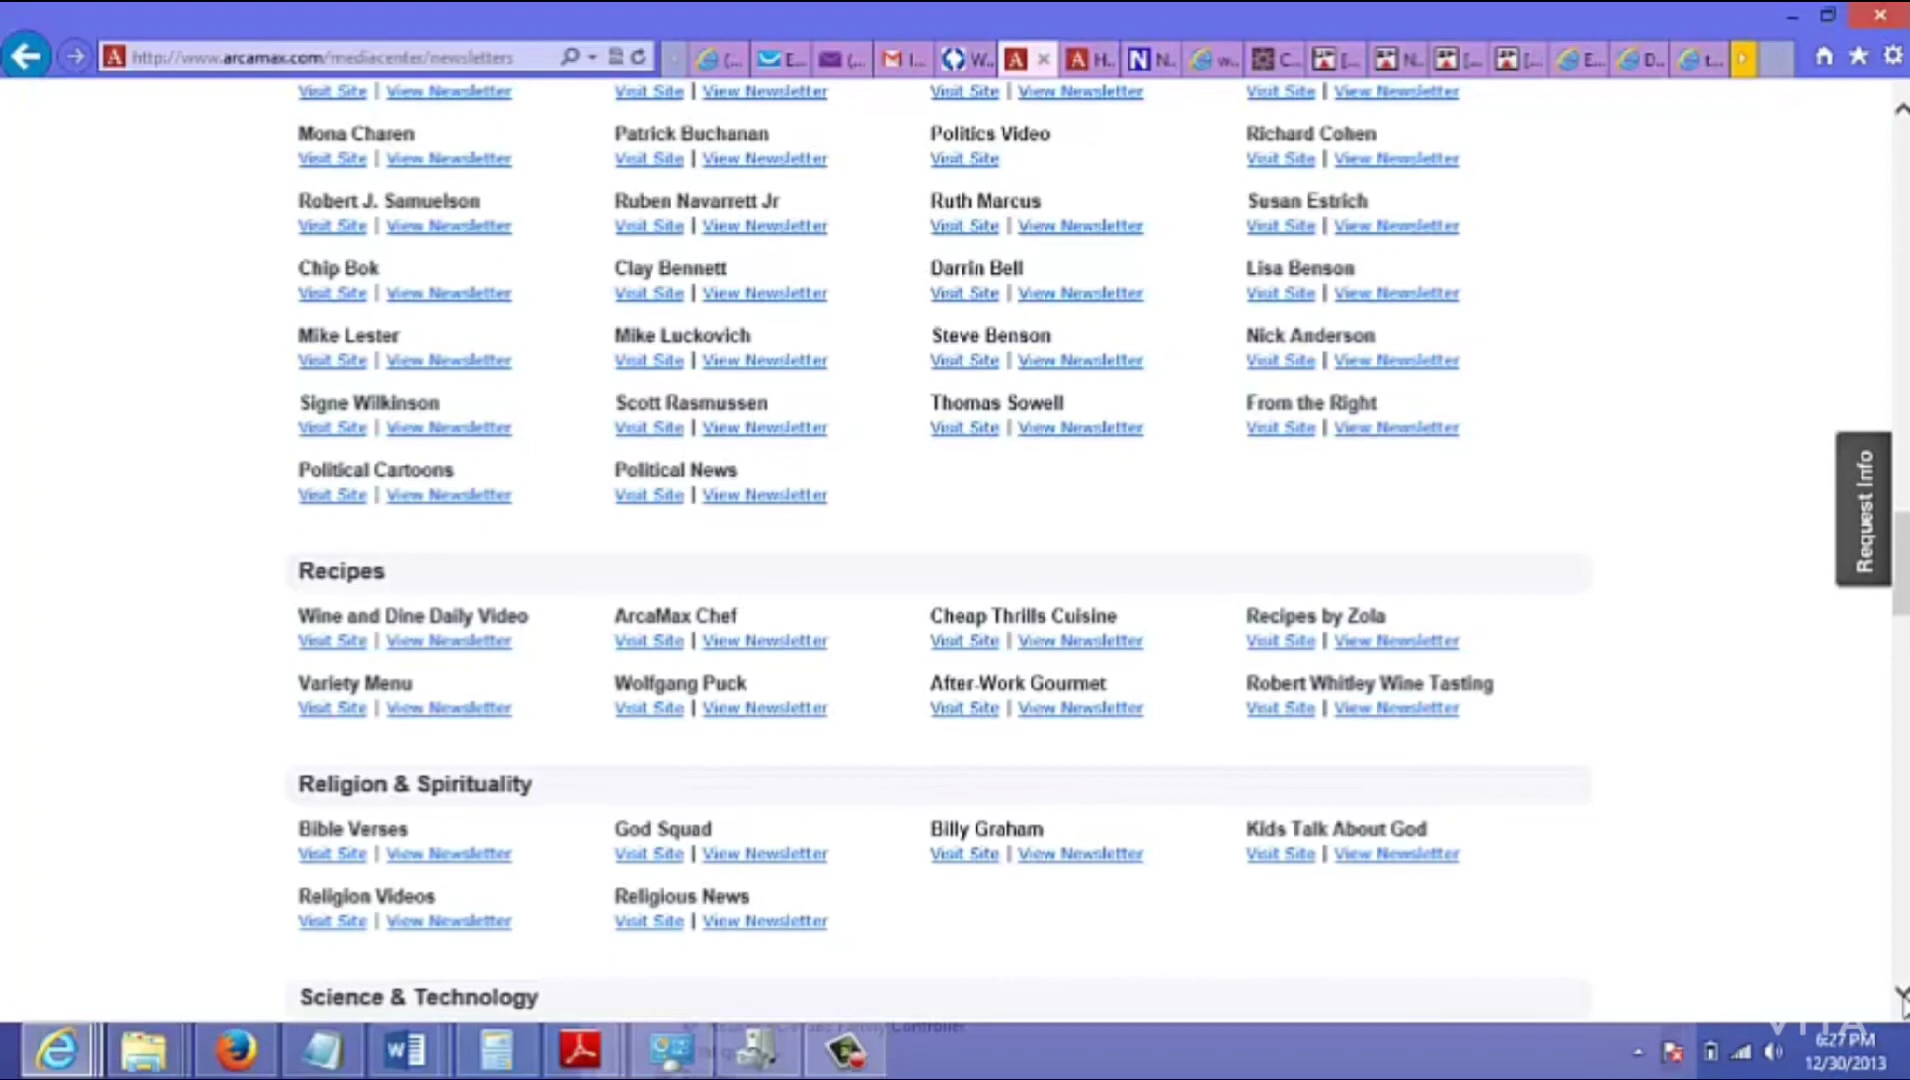 http://www.arcamax.com/mediacenter/newsletters
(... E... (... I... W... H... N... w... C... [... N... [... [... E... D... t...
Visit Site | View Newsletter Visit Site | View Newsletter Visit Site | View Newsletter Visit Site | View Newsletter
Mona Charen Patrick Buchanan Politics Video Richard Cohen
Visit Site | View Newsletter Visit Site | View Newsletter Visit Site Visit Site | View Newsletter
Robert J. Samuelson Ruben Navarrett Jr Ruth Marcus Susan Estrich
Visit Site | View Newsletter Visit Site | View Newsletter Visit Site | View Newsletter Visit Site | View Newsletter
Chip Bok Clay Bennett Darrin Bell Lisa Benson
Visit Site | View Newsletter Visit Site | View Newsletter Visit Site | View Newsletter Visit Site | View Newsletter
Mike Lester Mike Luckovich Steve Benson Nick Anderson
Visit Site | View Newsletter Visit Site | View Newsletter Visit Site | View Newsletter Visit Site | View Newsletter
Signe Wilkinson Scott Rasmussen Thomas Sowell From the Right
Visit Site | View Newsletter Visit Site | View Newsletter Visit Site | View Newsletter Visit Site | View Newsletter
Political Cartoons Political News
Visit Site | View Newsletter Visit Site | View Newsletter
Request Info
Recipes
Wine and Dine Daily Video ArcaMax Chef Cheap Thrills Cuisine Recipes by Zola
Visit Site | View Newsletter Visit Site | View Newsletter Visit Site | View Newsletter Visit Site | View Newsletter
Variety Menu Wolfgang Puck After-Work Gourmet Robert Whitley Wine Tasting
Visit Site | View Newsletter Visit Site | View Newsletter Visit Site | View Newsletter Visit Site | View Newsletter
Religion & Spirituality
Bible Verses God Squad Billy Graham Kids Talk About God
Visit Site | View Newsletter Visit Site | View Newsletter Visit Site | View Newsletter Visit Site | View Newsletter
Religion Videos Religious News
Visit Site | View Newsletter Visit Site | View Newsletter
Science & Technology
6:27 PM
12/30/2013